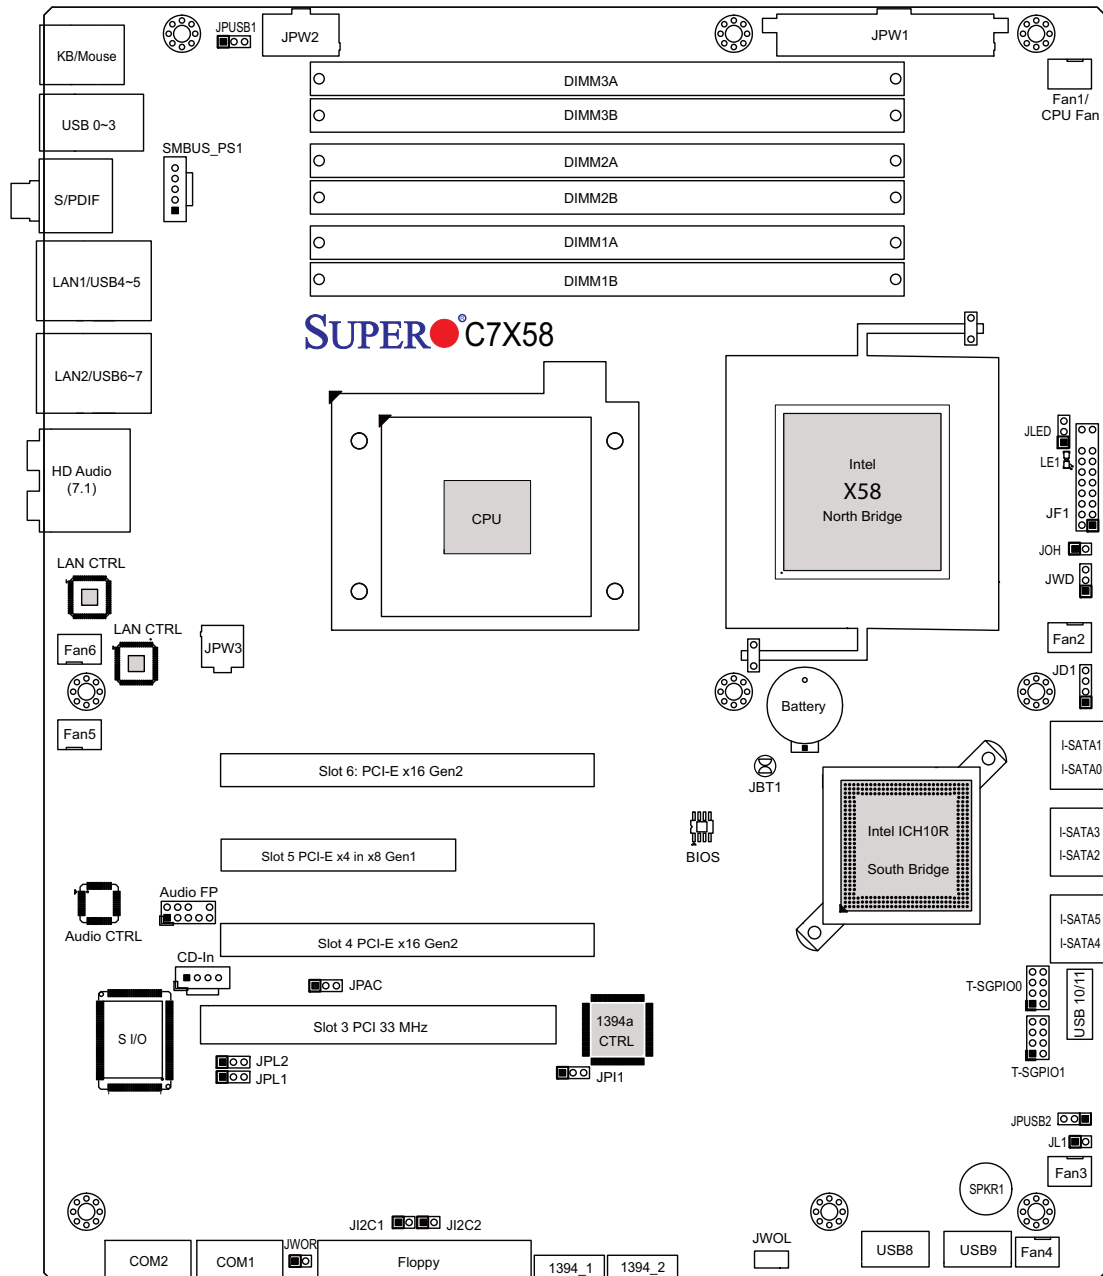 JPUSB1
JPW2
JPW1
KB/Mouse
Fan1/
CPU Fan
DIMM3A
DIMM3B
USB 0~3
SMBUS_PS1
DIMM2A
DIMM2B
S/PDIF
DIMM1A
DIMM1B
LAN1/USB4~5
SUPER® C7X58
LAN2/USB6~7
HD Audio
(7.1)
CPU
Intel
X58
North Bridge
JLED
LE1
JF1
JOH
JWD
LAN CTRL
LAN CTRL
Fan6
JPW3
Fan2
JD1
Battery
Fan5
JBT1
I-SATA1
I-SATA0
Slot 6: PCI-E x16 Gen2
Slot 5 PCI-E x4 in x8 Gen1
BIOS
Intel ICH10R
South Bridge
I-SATA3
I-SATA2
Audio FP
Audio CTRL
Slot 4 PCI-E x16 Gen2
I-SATA5
I-SATA4
CD-In
JPAC
T-SGPIO0
USB 10/11
S I/O
Slot 3 PCI 33 MHz
1394a
CTRL
JPL2
JPL1
JPI1
T-SGPIO1
JPUSB2
JL1
Fan3
SPKR1
JI2C1
JI2C2
JWOR
JWOL
COM2
COM1
Floppy
1394_1
1394_2
USB8
USB9
Fan4